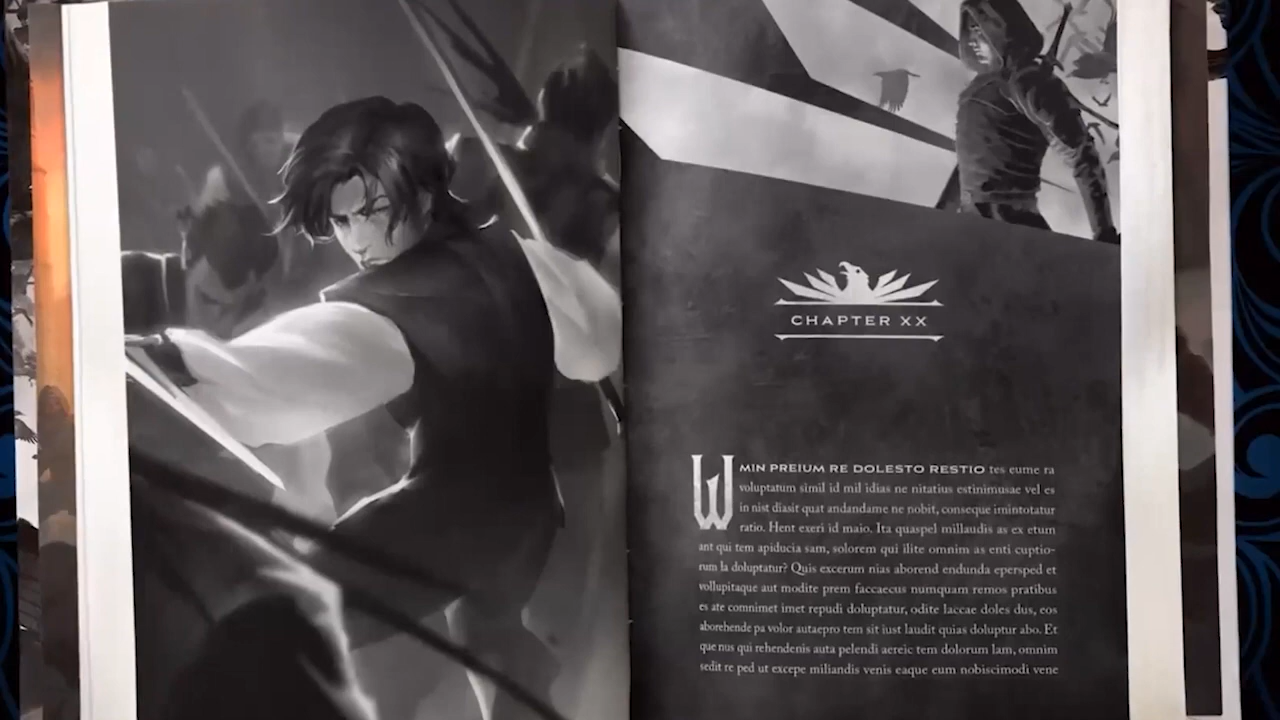 CHAPTER XX
W MIN PREIUM RE DOLESTO RESTIO tes eume ra
voluptatum simil id mil idias ne nitatius estinimusae vel es
in nist diasit quat andandame ne nobit, conseque imintotatur
ratio. Hent exeri id maio. Ita quaspel millaudis as ex etum
ant qui tem apiducia sam, solorem qui ilite omnim as enti cuptio-
rum la doluptatur? Quis excerum nias aborend endunda epersped et
vollupitaque aut modite prem faccaecus numquam remos pratibus
es ate comnimet imet repudi doluptatur, odite laccae doles dus, eos
aborehende pa volor autaepro tem sit iust laudit quias doluptur abo. Et
que nus qui rehendenis auta pelendi aereic tem dolorum lam, omnim
sedit re ped ut excepe miliandis venis eaque eum nobiscimodi vene